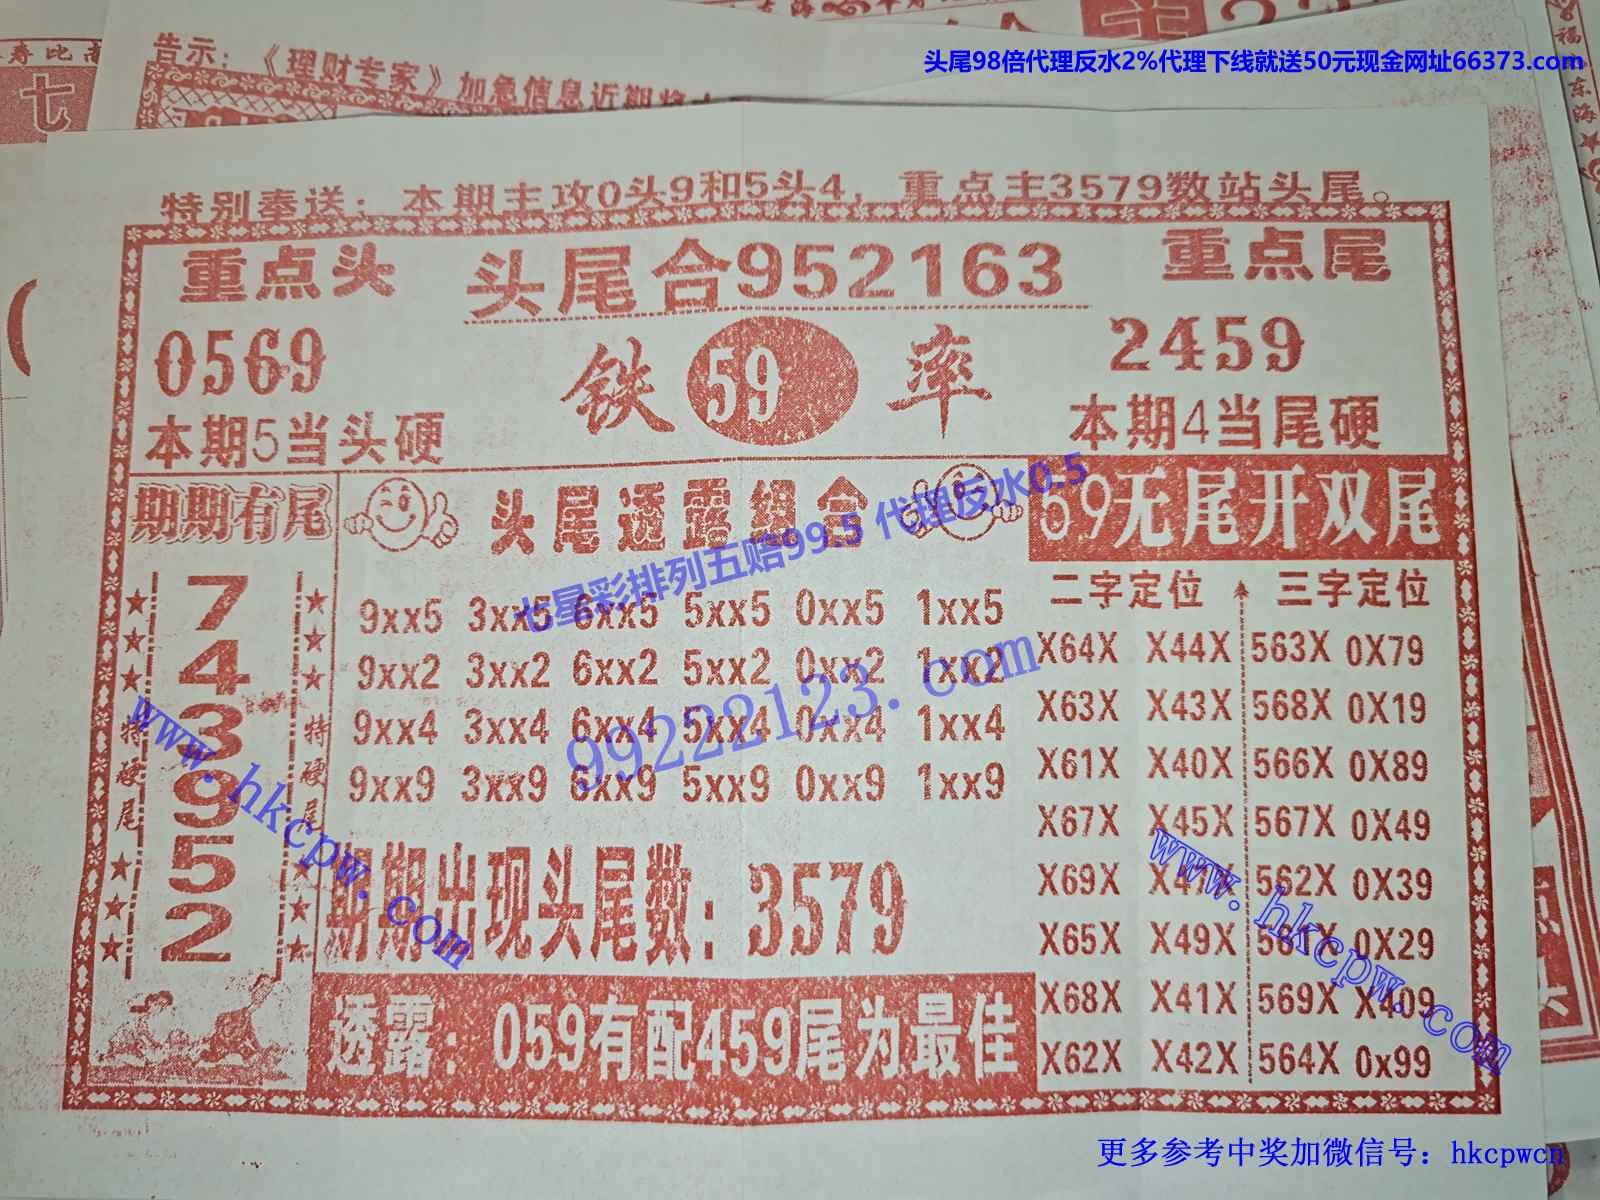 头尾98倍代理反水2%代理下线就送50元现金网址66373.com
告示：《理财专家》加急信息近期将
七
特别奉送：本期主攻0头9和5头4，重点主3579数站头尾。
重点头 头尾合952163 重点尾
0569 铁59率 2459
本期5当头硬 本期4当尾硬
期期有尾 头尾透露组合 59无尾开双尾
七星彩排列五赔99.5 代理反水0.5
7
4
3
9
5
2
特硬尾 特硬尾
9xx5 3xx5 6xx5 5xx5 0xx5 1xx5
9xx2 3xx2 6xx2 5xx2 0xx2 1xx2
9xx4 3xx4 6xx4 5xx4 0xx4 1xx4
9xx9 3xx9 6xx9 5xx9 0xx9 1xx9
99222123.com
期期出现头尾数：3579
透露：059有配459尾为最佳
二字定位 三字定位
X64X X44X 563X 0X79
X63X X43X 568X 0X19
X61X X40X 566X 0X89
X67X X45X 567X 0X49
X69X X47X 562X 0X39
X65X X49X 561X 0X29
X68X X41X 569X X409
X62X X42X 564X 0x99
www.hkcpw.com
www.hkcpw.com
更多参考中奖加微信号：hkcpwcn